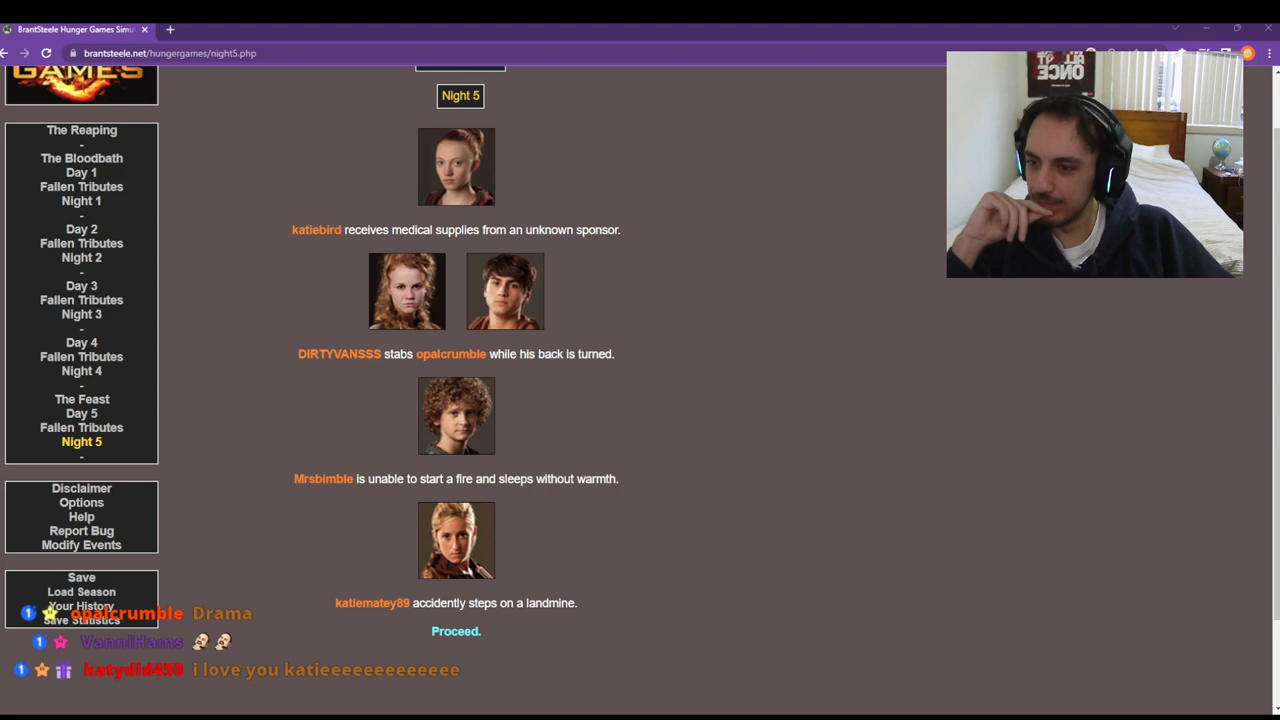 BrantSteele Hunger Games Simu
brantsteele.net/hungergames/night5.php
GAMES
The Reaping
-
The Bloodbath
Day 1
Fallen Tributes
Night 1
-
Day 2
Fallen Tributes
Night 2
-
Day 3
Fallen Tributes
Night 3
-
Day 4
Fallen Tributes
Night 4
-
The Feast
Day 5
Fallen Tributes
Night 5
-
Disclaimer
Options
Help
Report Bug
Modify Events
Save
Load Season
Your History
Save Statistics
Night 5
katiebird receives medical supplies from an unknown sponsor.
DIRTYVANSSS stabs opalcrumble while his back is turned.
Mrsbimble is unable to start a fire and sleeps without warmth.
katiematey89 accidently steps on a landmine.
Proceed.
1 opalcrumble Drama
1 VanniHams
1 katydid450 i love you katieeeeeeeeeeeee
ONCE